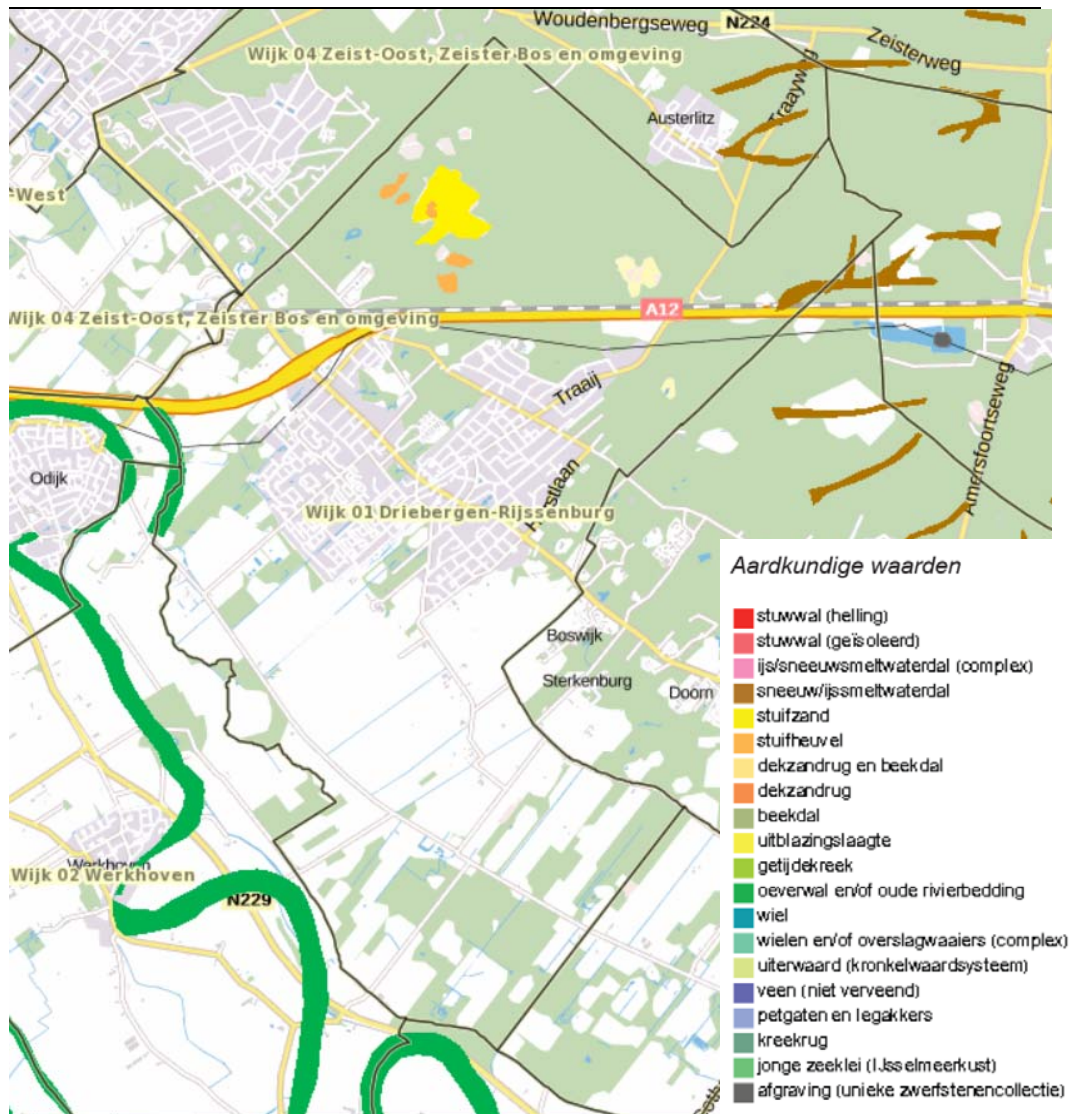 Woudenbergseweg
N224
Zeisterweg
Wijk 04 Zeist-Oost, Zeister Bos en omgeving
Traayweg
Austerlitz
-West
A12
Wijk 04 Zeist-Oost, Zeister Bos en omgeving
Traaij
Amersfoortseweg
Odijk
Wijk 01 Driebergen-Rijssenburg
Boswijk
Sterkenburg
Doorn
Werkhoven
Wijk 02 Werkhoven
N229
Aardkundige waarden
stuwwal (helling)
stuwwal (geïsoleerd)
ijs/sneeuwsmeltwaterdal (complex)
sneeuw/ijssmeltwaterdal
stuifzand
stuifheuvel
dekzandrug en beekdal
dekzandrug
beekdal
uitblazingslaagte
getijdekreek
oeverwal en/of oude rivierbedding
wiel
wielen en/of overslagwaaiers (complex)
uiterwaard (kronkelwaardsysteem)
veen (niet verveend)
petgaten en legakkers
kreekrug
jonge zeeklei (IJsselmeerkust)
afgraving (unieke zwerfstenencollectie)